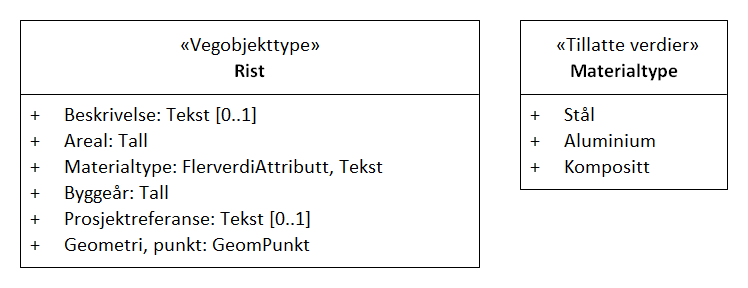 «Vegobjekttype»
Rist
+ Beskrivelse: Tekst [0..1]
+ Areal: Tall
+ Materialtype: FlerverdiAttributt, Tekst
+ Byggeår: Tall
+ Prosjektreferanse: Tekst [0..1]
+ Geometri, punkt: GeomPunkt
«Tillatte verdier»
Materialtype
+ Stål
+ Aluminium
+ Kompositt